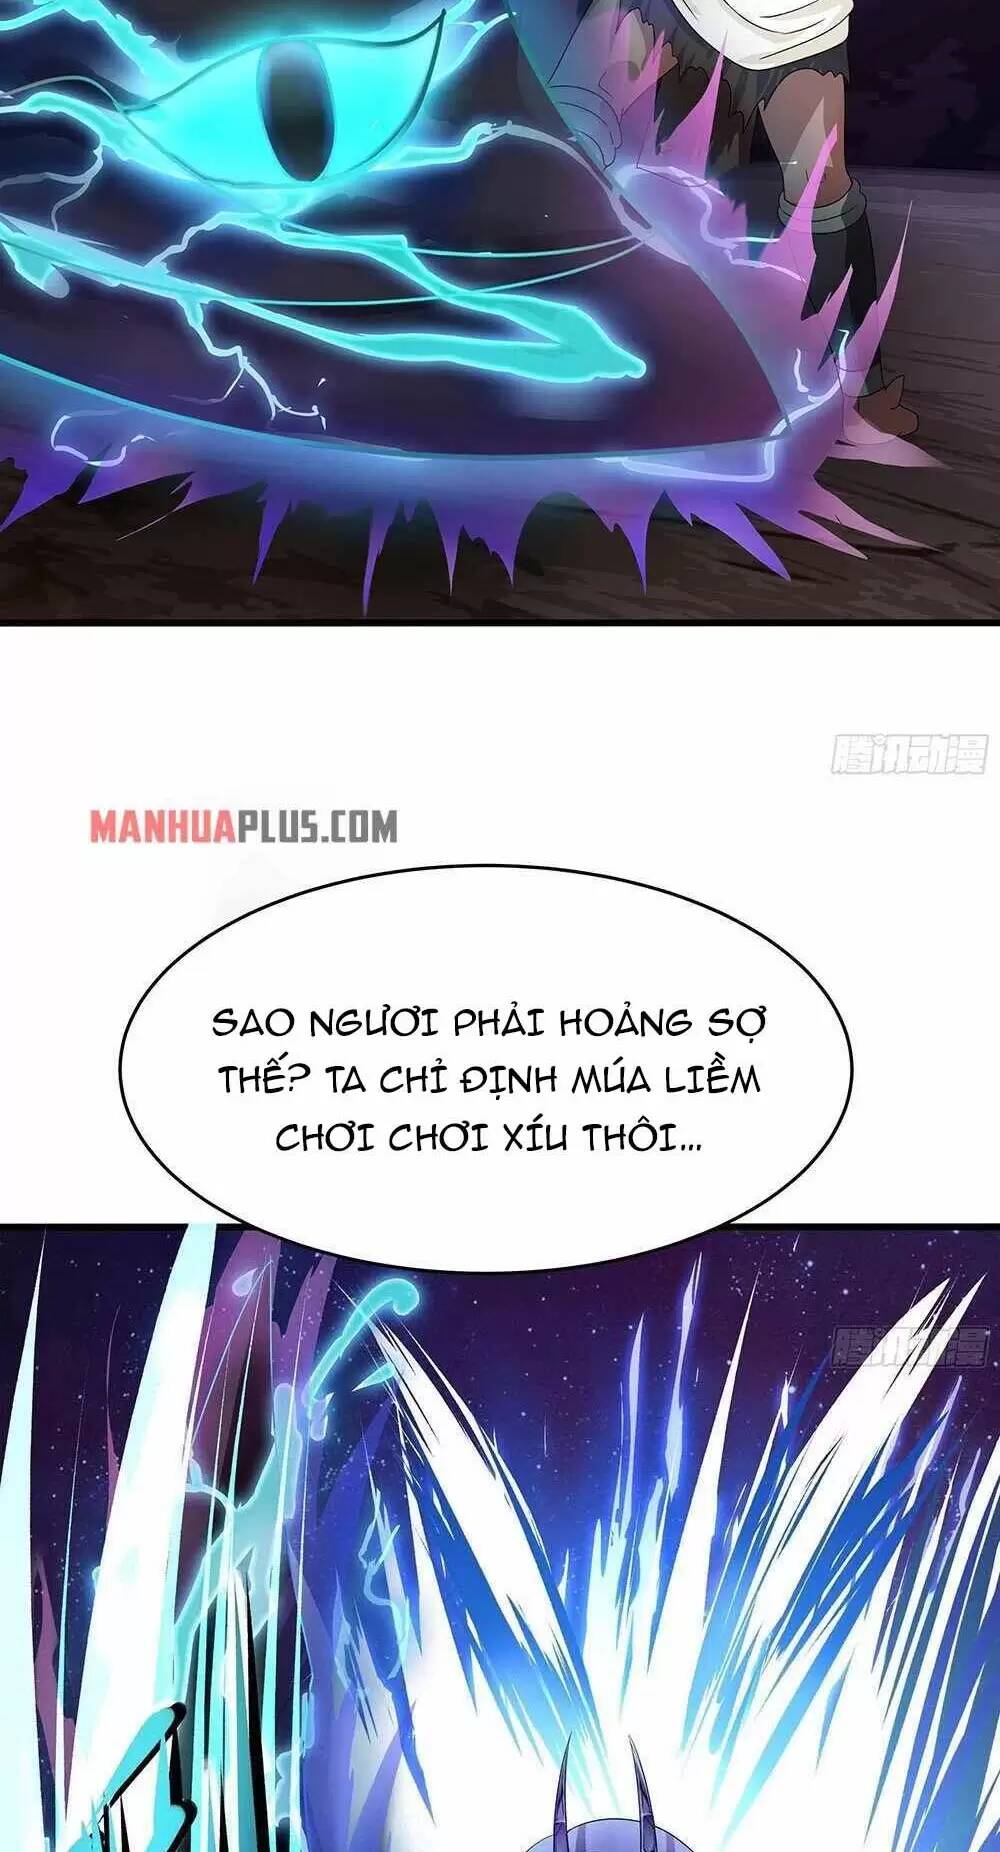 腾讯动漫
MANHUAPLUS.COM
SAO NGƯƠI PHẢI HOẢNG SỢ
THẾ? TA CHỈ ĐỊNH MÚA LIỀM
CHƠI CHƠI XÍU THÔI...
腾讯动漫